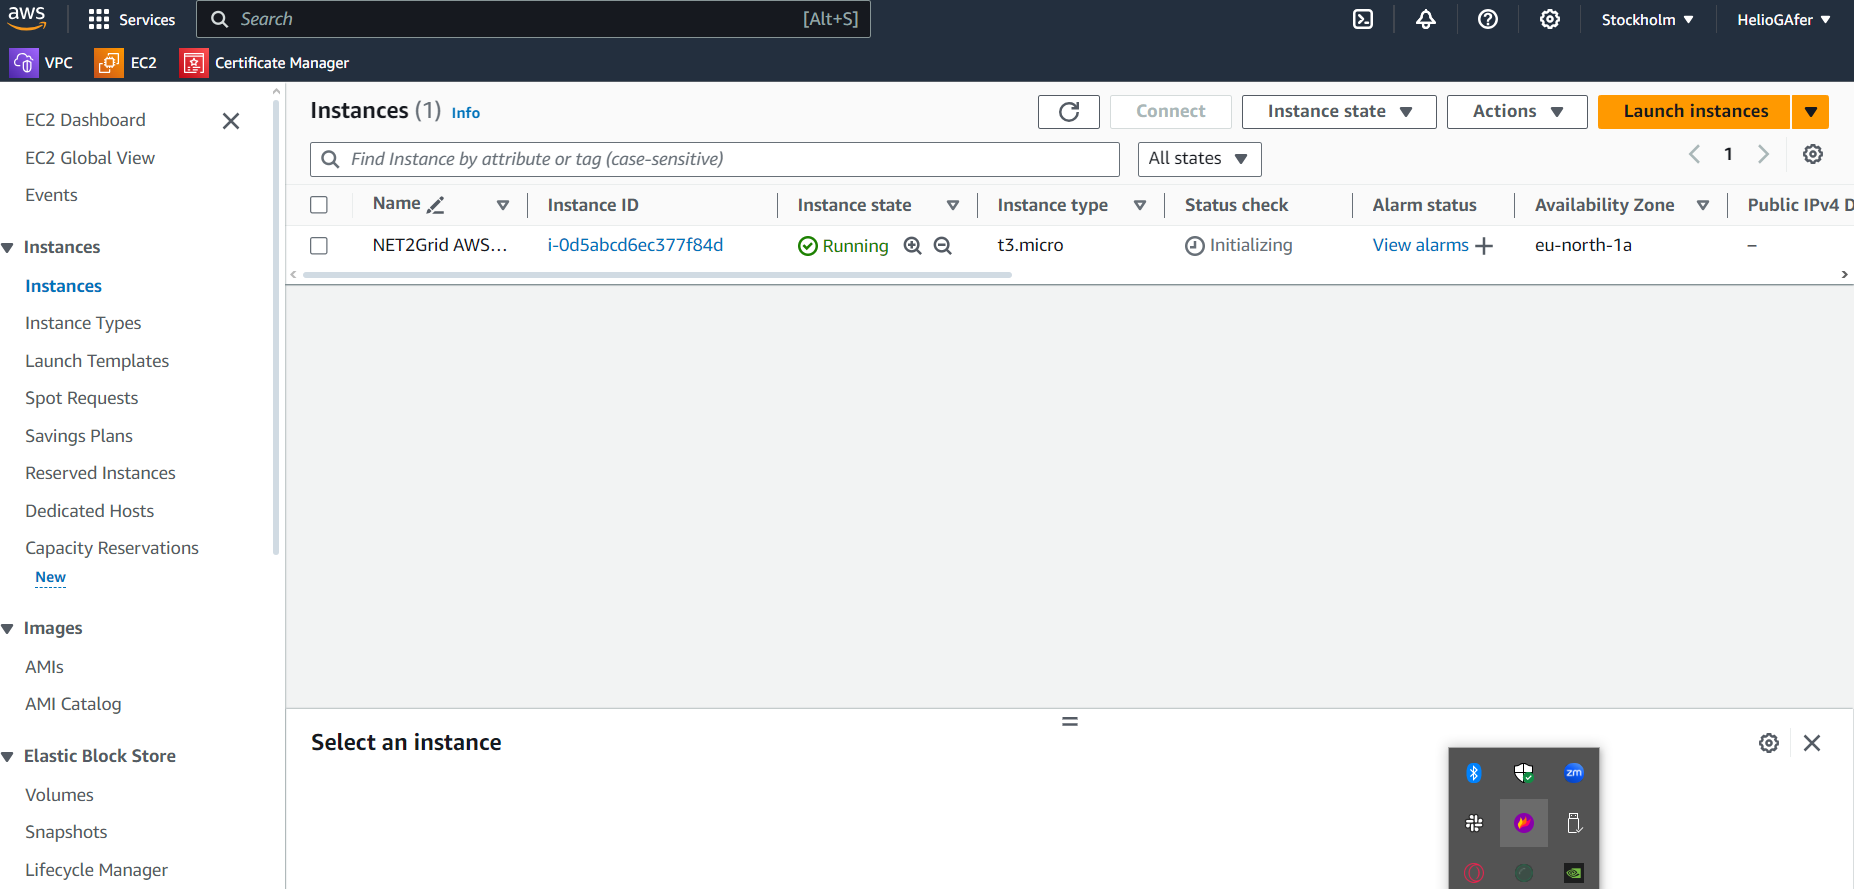 aws
Services
Search
[Alt+S]
Stockholm
HelioGAfer
VPC
EC2
Certificate Manager
EC2 Dashboard
EC2 Global View
Events
Instances
Instances
Instance Types
Launch Templates
Spot Requests
Savings Plans
Reserved Instances
Dedicated Hosts
Capacity Reservations
New
Images
AMIs
AMI Catalog
Elastic Block Store
Volumes
Snapshots
Lifecycle Manager
Instances (1) Info
Connect
Instance state
Actions
Launch instances
Find Instance by attribute or tag (case-sensitive)
All states
1
Name
Instance ID
Instance state
Instance type
Status check
Alarm status
Availability Zone
Public IPv4 D
NET2Grid AWS...
i-0d5abcd6ec377f84d
Running
t3.micro
Initializing
View alarms
eu-north-1a
–
Select an instance
zm